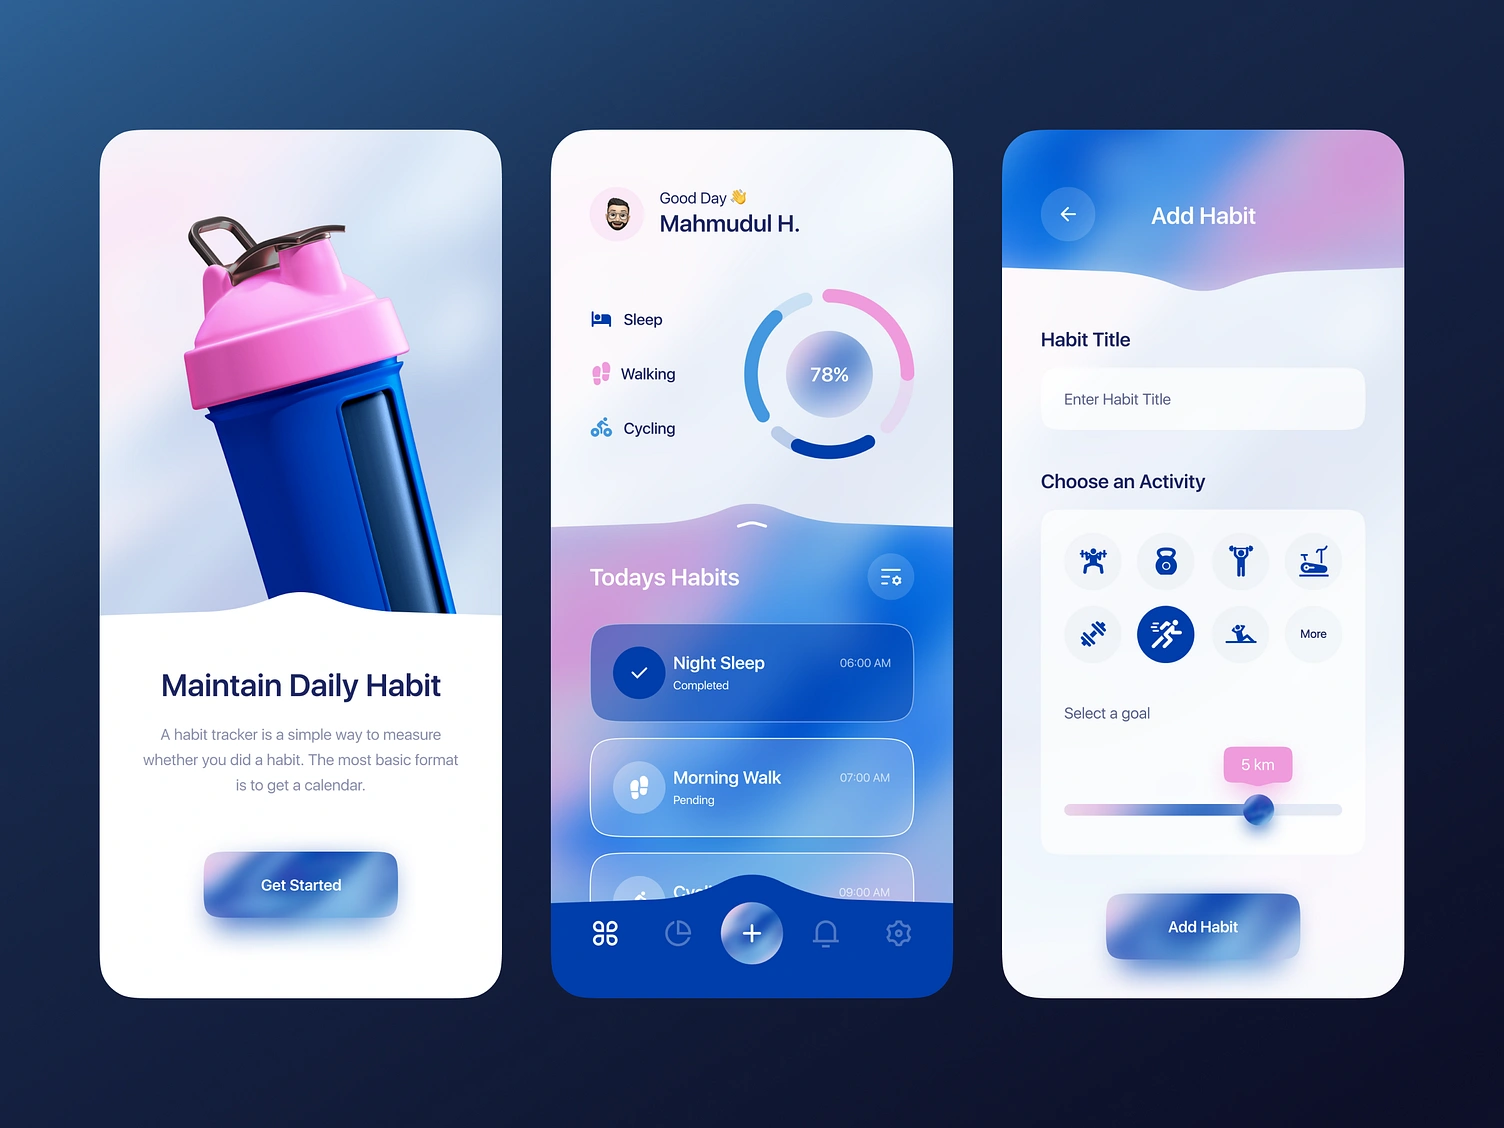 Maintain Daily Habit
A habit tracker is a simple way to measure
whether you did a habit. The most basic format
is to get a calendar.
Get Started
Good Day 👋
Mahmudul H.
Sleep
Walking
Cycling
78%
Todays Habits
Night Sleep
06:00 AM
Completed
Morning Walk
07:00 AM
Pending
09:00 AM
Add Habit
Habit Title
Enter Habit Title
Choose an Activity
More
Select a goal
5 km
Add Habit